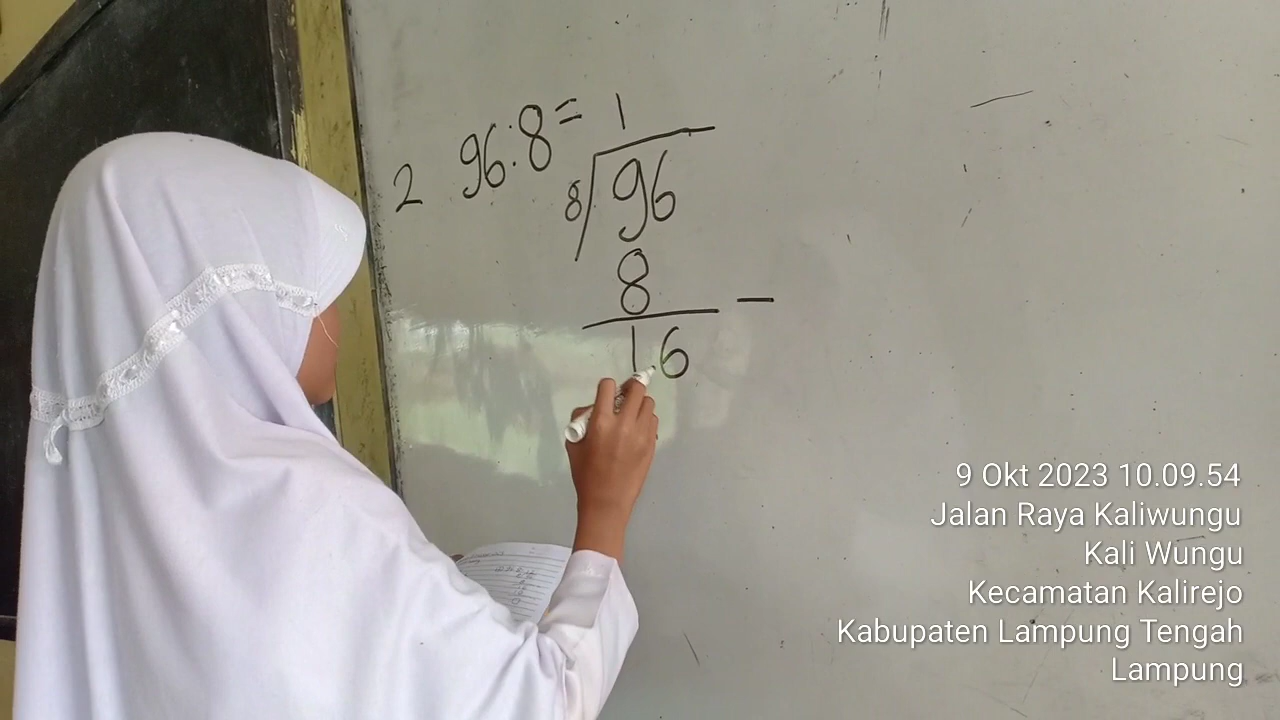 2 96:8= 1
8 96
8 -
16
9 Okt 2023 10.09.54
Jalan Raya Kaliwungu
Kali Wungu
Kecamatan Kalirejo
Kabupaten Lampung Tengah
Lampung